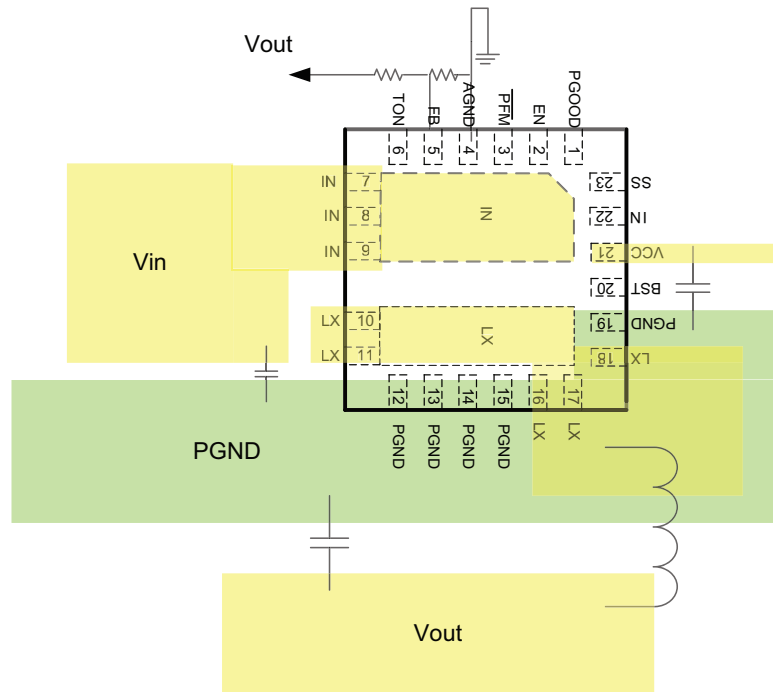 Vout
TON
FB
AGND
PFM
EN
PGOOD
6
5
4
3
2
1
IN 7
IN 8
IN 9
IN
23 SS
22 IN
21 VCC
20 BST
19 PGND
18 LX
Vin
LX 10
LX 11
LX
12
13
14
15
16
17
PGND
PGND
PGND
PGND
LX
LX
PGND
Vout